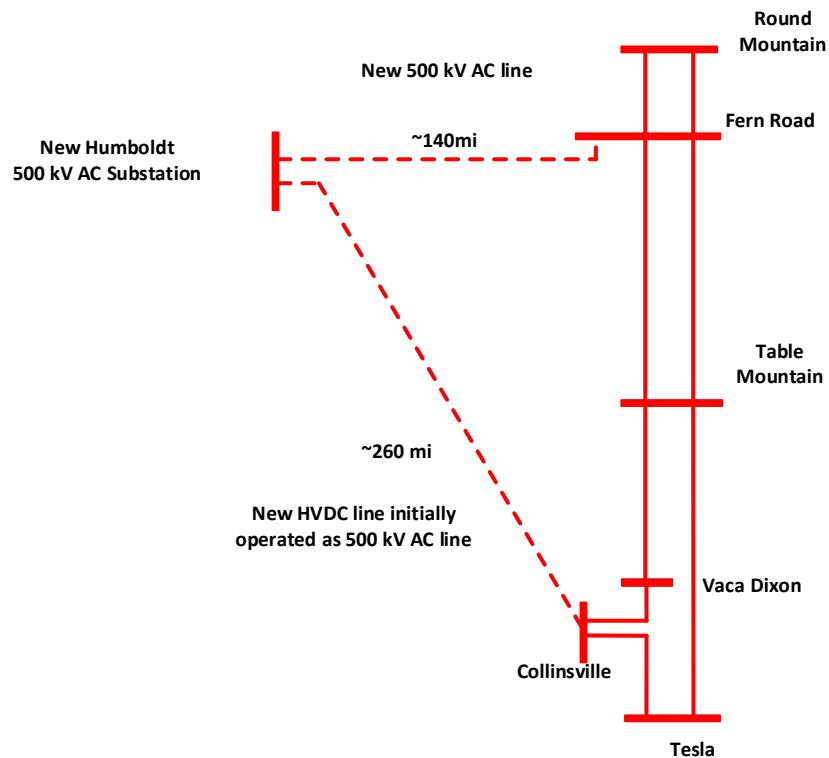 Round
Mountain
New 500 kV AC line
Fern Road
~140mi
New Humboldt
500 kV AC Substation
Table
Mountain
~260 mi
New HVDC line initially
operated as 500 kV AC line
Vaca Dixon
Collinsville
Tesla